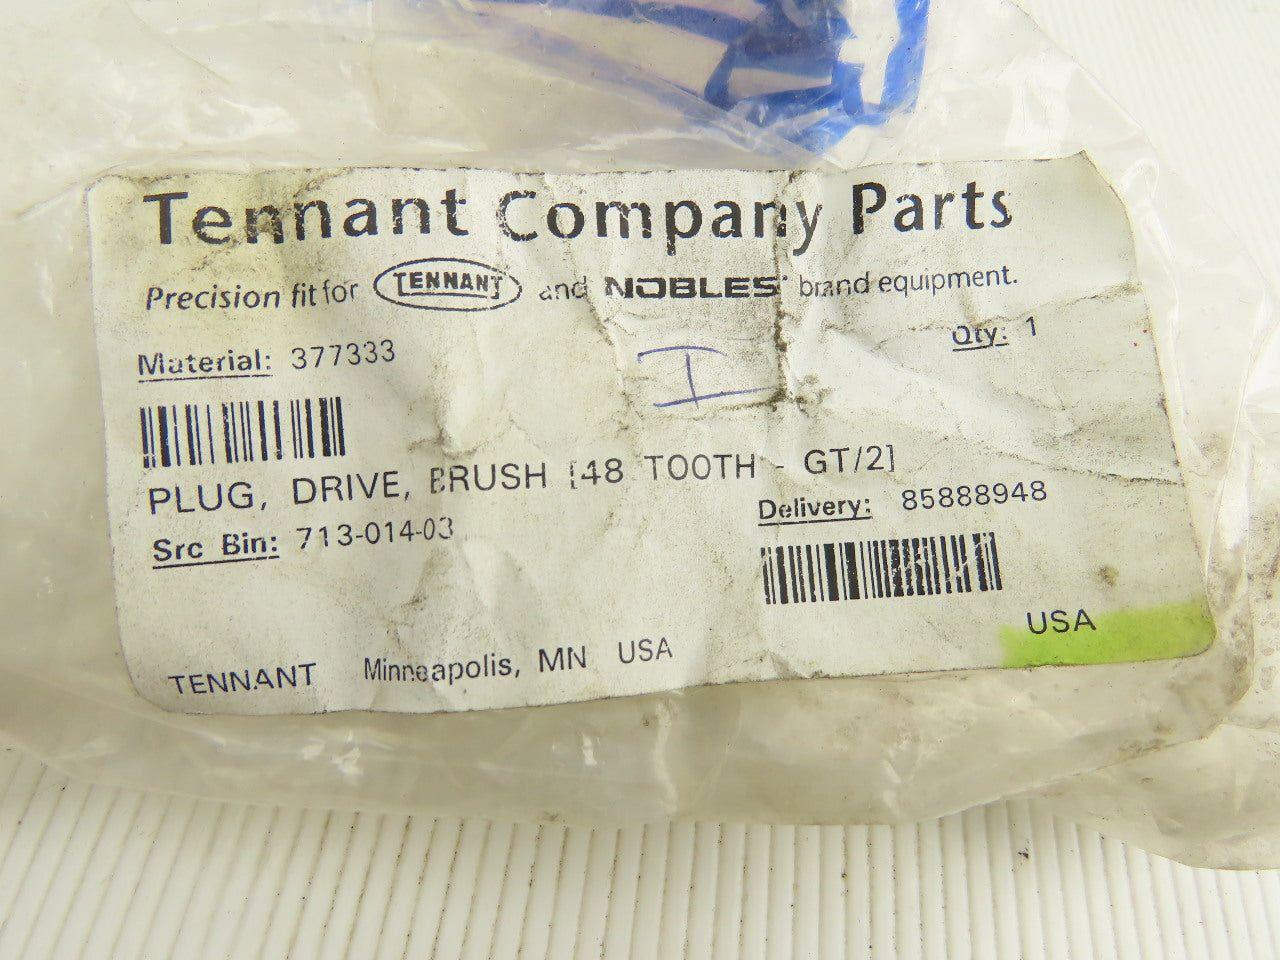 Tennant Company Parts
Precision fit for TENNANT and NOBLES brand equipment.
Material: 377333
Qty: 1
I
PLUG, DRIVE, BRUSH [48 TOOTH - GT/2]
Src Bin: 713-014-03
Delivery: 85888948
USA
TENNANT Minneapolis, MN USA